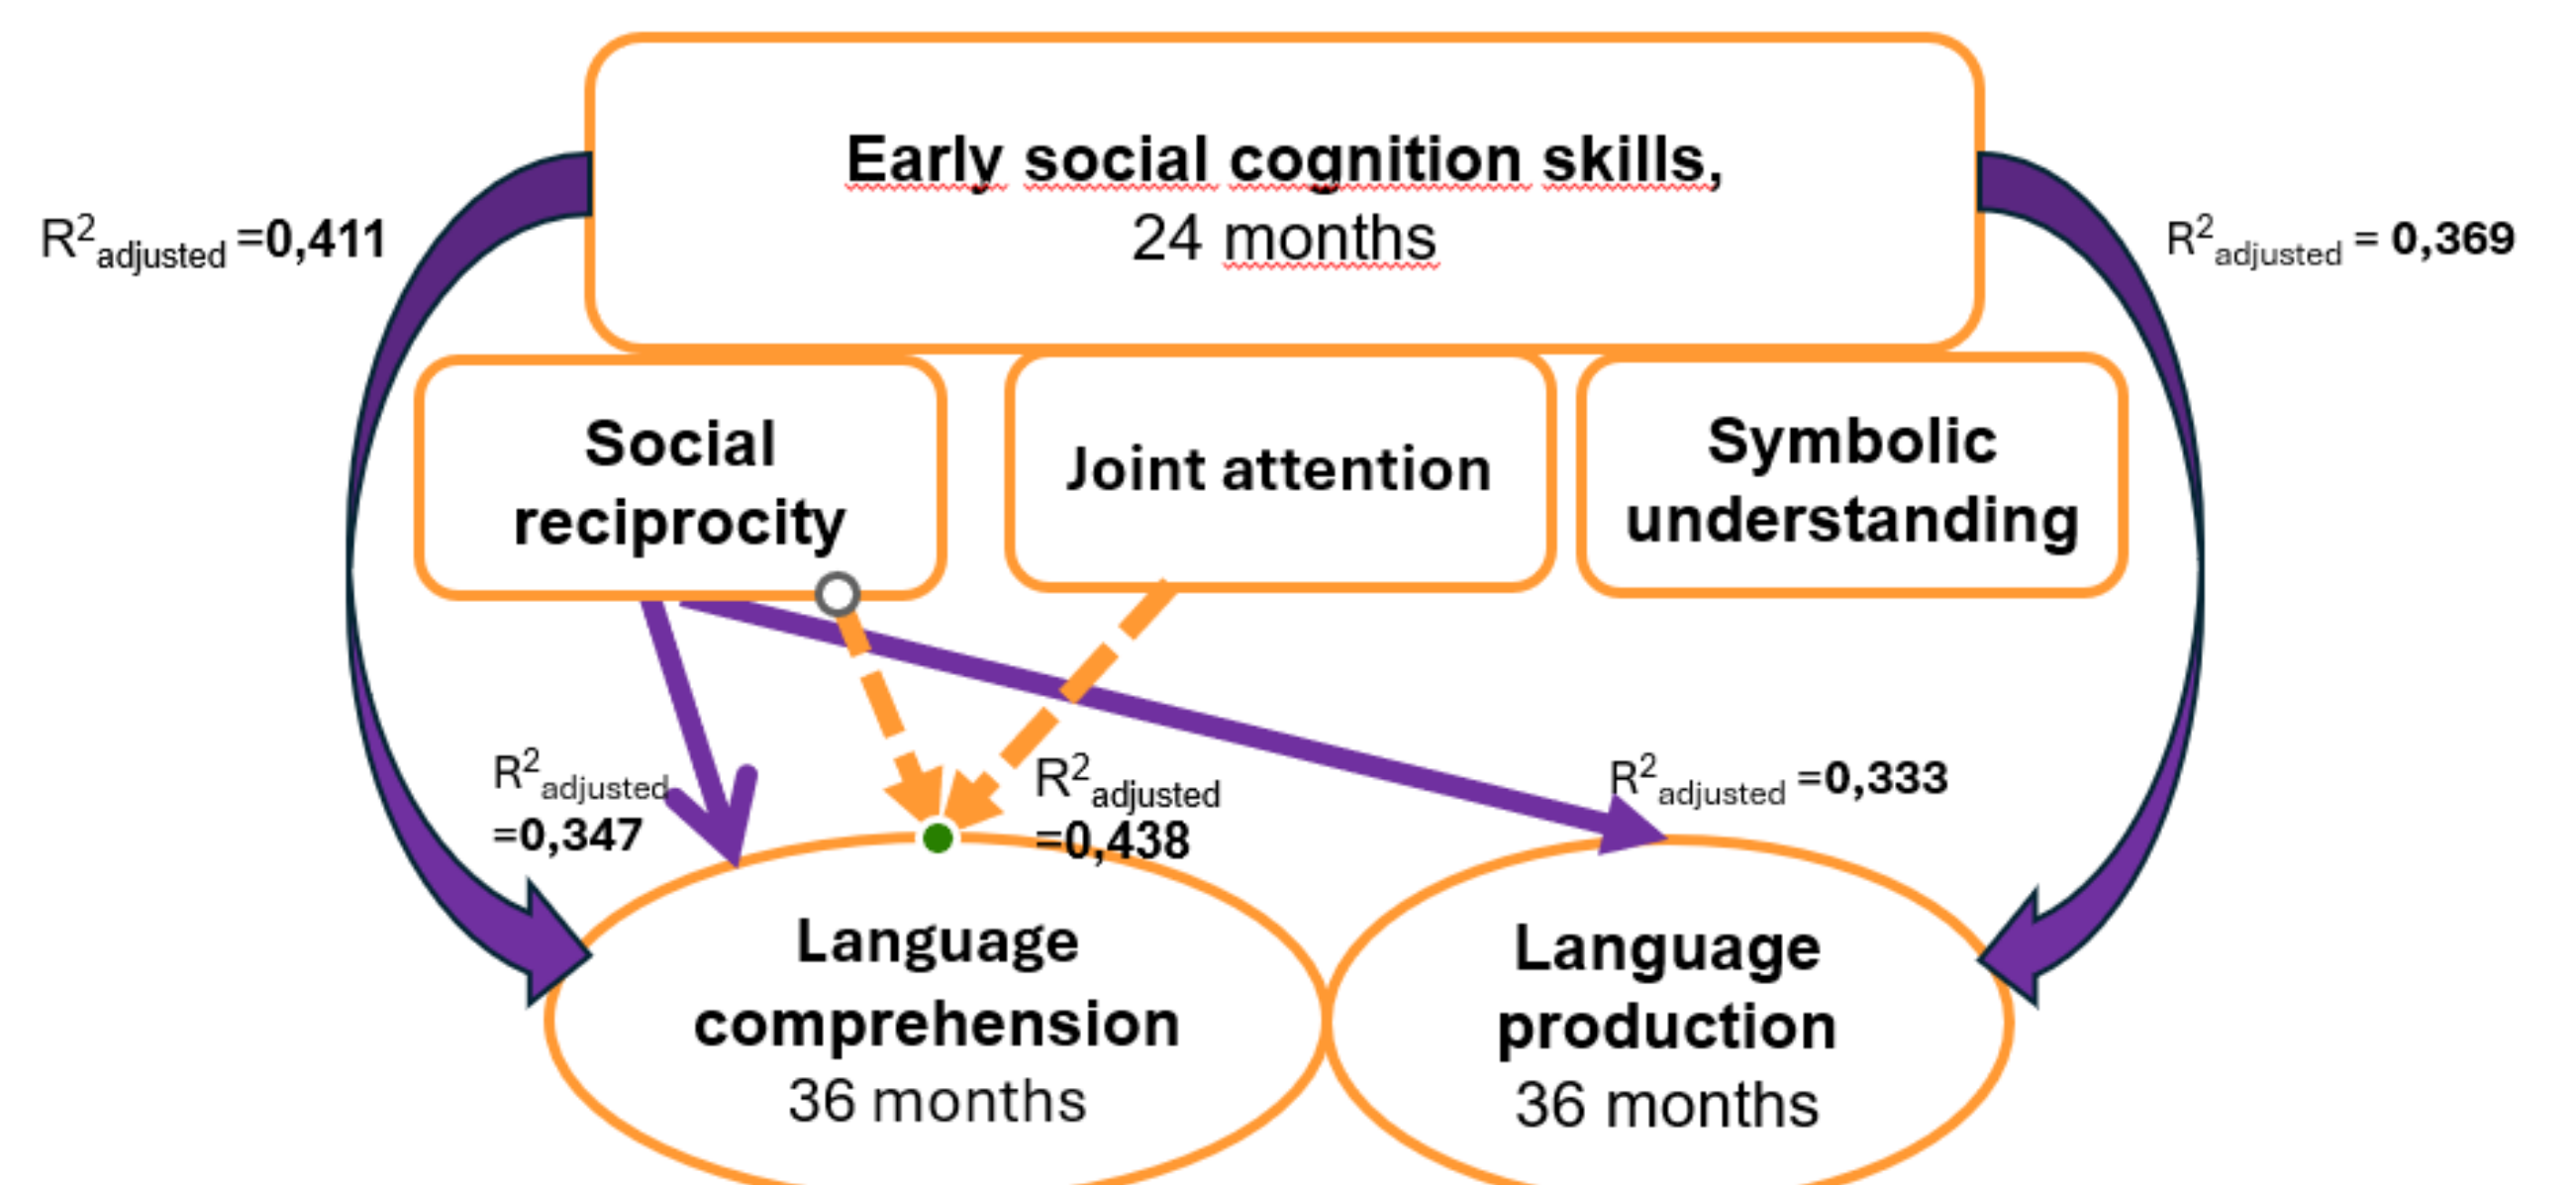 Early social cognition skills,
24 months
R²adjusted =0,411
R²adjusted = 0,369
Social
reciprocity
Joint attention
Symbolic
understanding
R²adjusted
=0,347
R²adjusted
=0,438
R²adjusted =0,333
Language
comprehension
36 months
Language
production
36 months